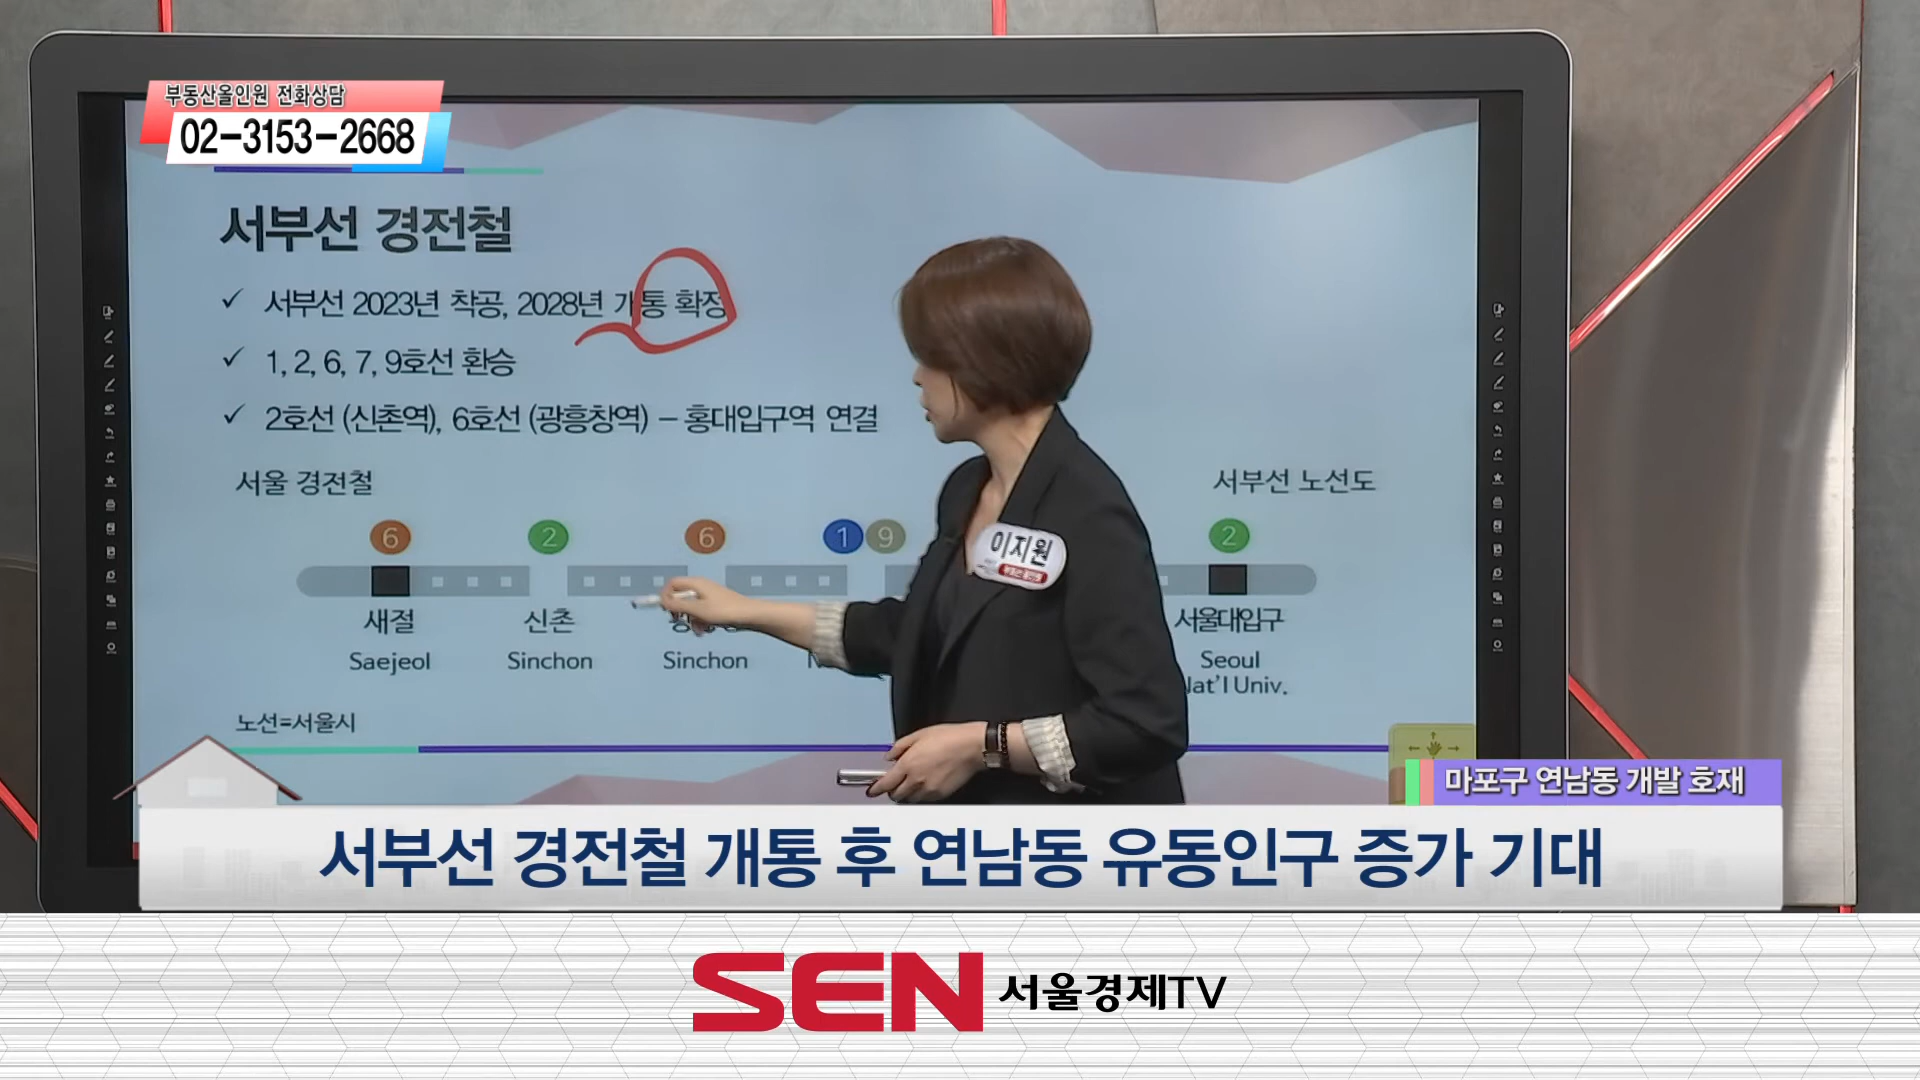 부동산올인원 전화상담
02-3153-2668
서부선 경전철
✓ 서부선 2023년 착공, 2028년 개통 확정
✓ 1, 2, 6, 7, 9호선 환승
✓ 2호선 (신촌역), 6호선 (광흥창역) – 홍대입구역 연결
서울 경전철 서부선 노선도
6 2 6 1 9 2
새절 신촌 서울대입구
Saejeol Sinchon Sinchon Seoul
Nat'l Univ.
노선=서울시
이지원
마포구 연남동 개발 호재
서부선 경전철 개통 후 연남동 유동인구 증가 기대
SEN 서울경제TV